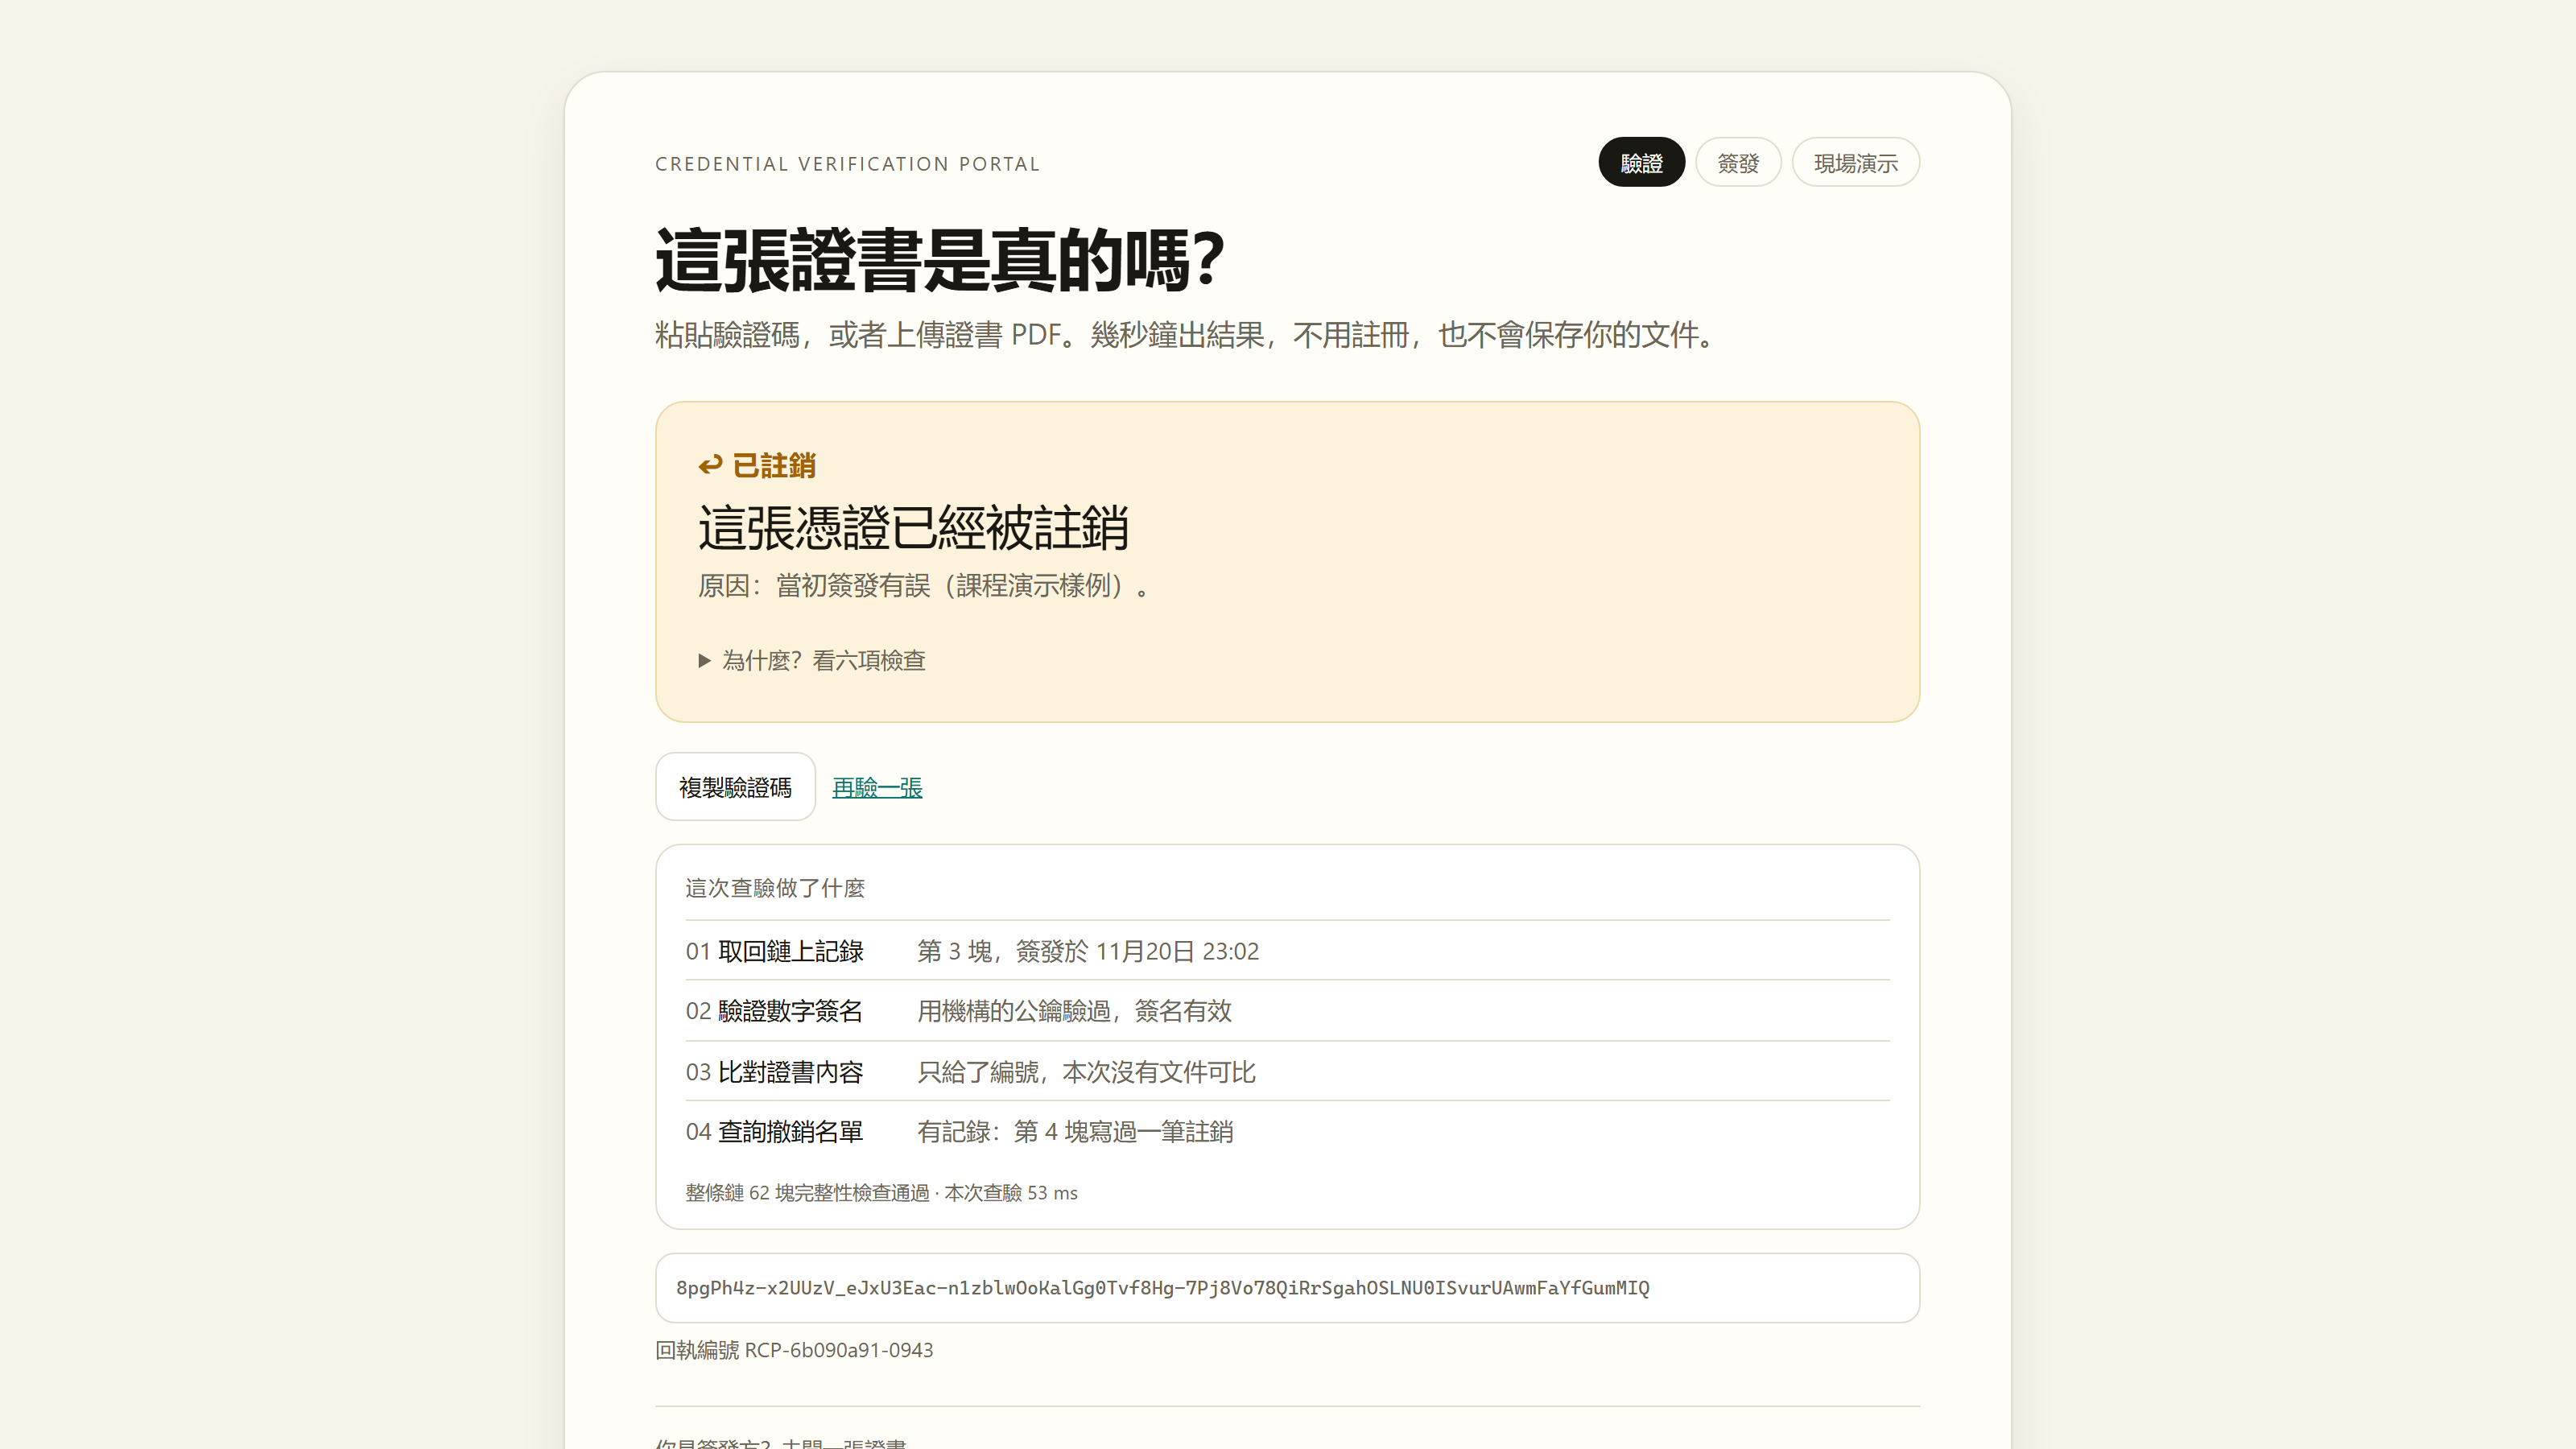 CREDENTIAL VERIFICATION PORTAL
驗證 簽發 現場演示
這張證書是真的嗎？
粘貼驗證碼，或者上傳證書 PDF。幾秒鐘出結果，不用註冊，也不會保存你的文件。
↩ 已註銷
這張憑證已經被註銷
原因：當初簽發有誤（課程演示樣例）。
▶ 為什麼？看六項檢查
複製驗證碼 再驗一張
這次查驗做了什麼
01 取回鏈上記錄 第 3 塊，簽發於 11月20日 23:02
02 驗證數字簽名 用機構的公鑰驗過，簽名有效
03 比對證書內容 只給了編號，本次沒有文件可比
04 查詢撤銷名單 有記錄：第 4 塊寫過一筆註銷
整條鏈 62 塊完整性檢查通過 · 本次查驗 53 ms
8pgPh4z-x2UUzV_eJxU3Eac-n1zblwOoKalGg0Tvf8Hg-7Pj8Vo78QiRrSgahOSLNU0ISvurUAwmFaYfGumMIQ
回執編號 RCP-6b090a91-0943
你是簽發方？去開一張證書